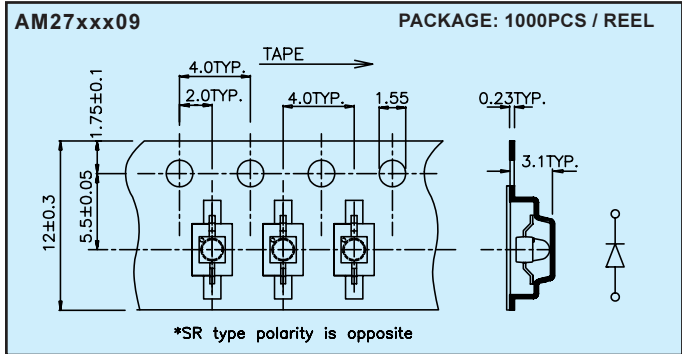 AM27xxx09
PACKAGE: 1000PCS / REEL
TAPE
4.0TYP.
2.0TYP.
4.0TYP.
1.55
0.23TYP.
3.1TYP.
1.75±0.1
5.5±0.05
12±0.3
*SR type polarity is opposite